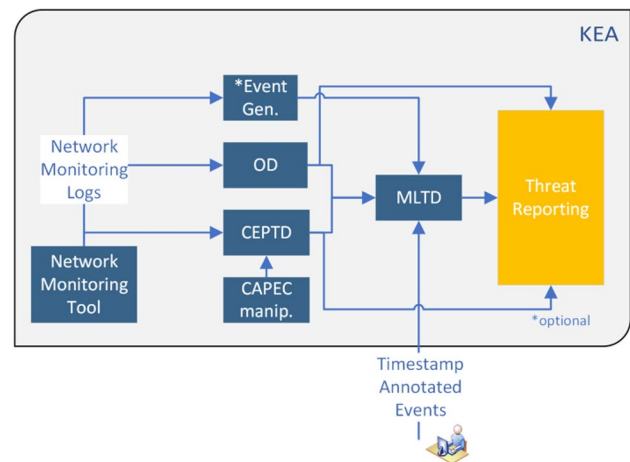 KEA
*Event
Gen.
Network
Monitoring
Logs
OD
MLTD
Threat
Reporting
CEPTD
Network
Monitoring
Tool
CAPEC
manip.
*optional
Timestamp
Annotated
Events